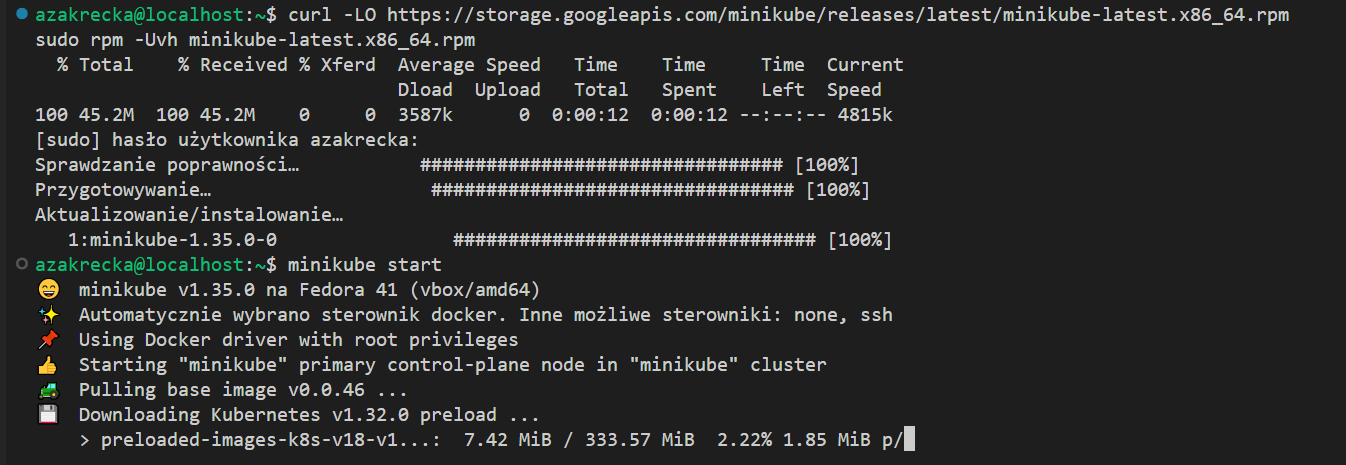 azakrecka@localhost:~$ curl -LO https://storage.googleapis.com/minikube/releases/latest/minikube-latest.x86_64.rpm
sudo rpm -Uvh minikube-latest.x86_64.rpm
  % Total    % Received % Xferd  Average Speed   Time    Time     Time  Current
                                 Dload  Upload   Total   Spent    Left  Speed
100 45.2M  100 45.2M    0     0  3587k      0  0:00:12  0:00:12 --:--:-- 4815k
[sudo] hasło użytkownika azakrecka:
Sprawdzanie poprawności…           ################################# [100%]
Przygotowywanie…                    ################################# [100%]
Aktualizowanie/instalowanie…
   1:minikube-1.35.0-0                ################################# [100%]
azakrecka@localhost:~$ minikube start
😄  minikube v1.35.0 na Fedora 41 (vbox/amd64)
✨  Automatycznie wybrano sterownik docker. Inne możliwe sterowniki: none, ssh
📌  Using Docker driver with root privileges
👍  Starting "minikube" primary control-plane node in "minikube" cluster
🚜  Pulling base image v0.0.46 ...
💾  Downloading Kubernetes v1.32.0 preload ...
    > preloaded-images-k8s-v18-v1...:  7.42 MiB / 333.57 MiB  2.22% 1.85 MiB p/